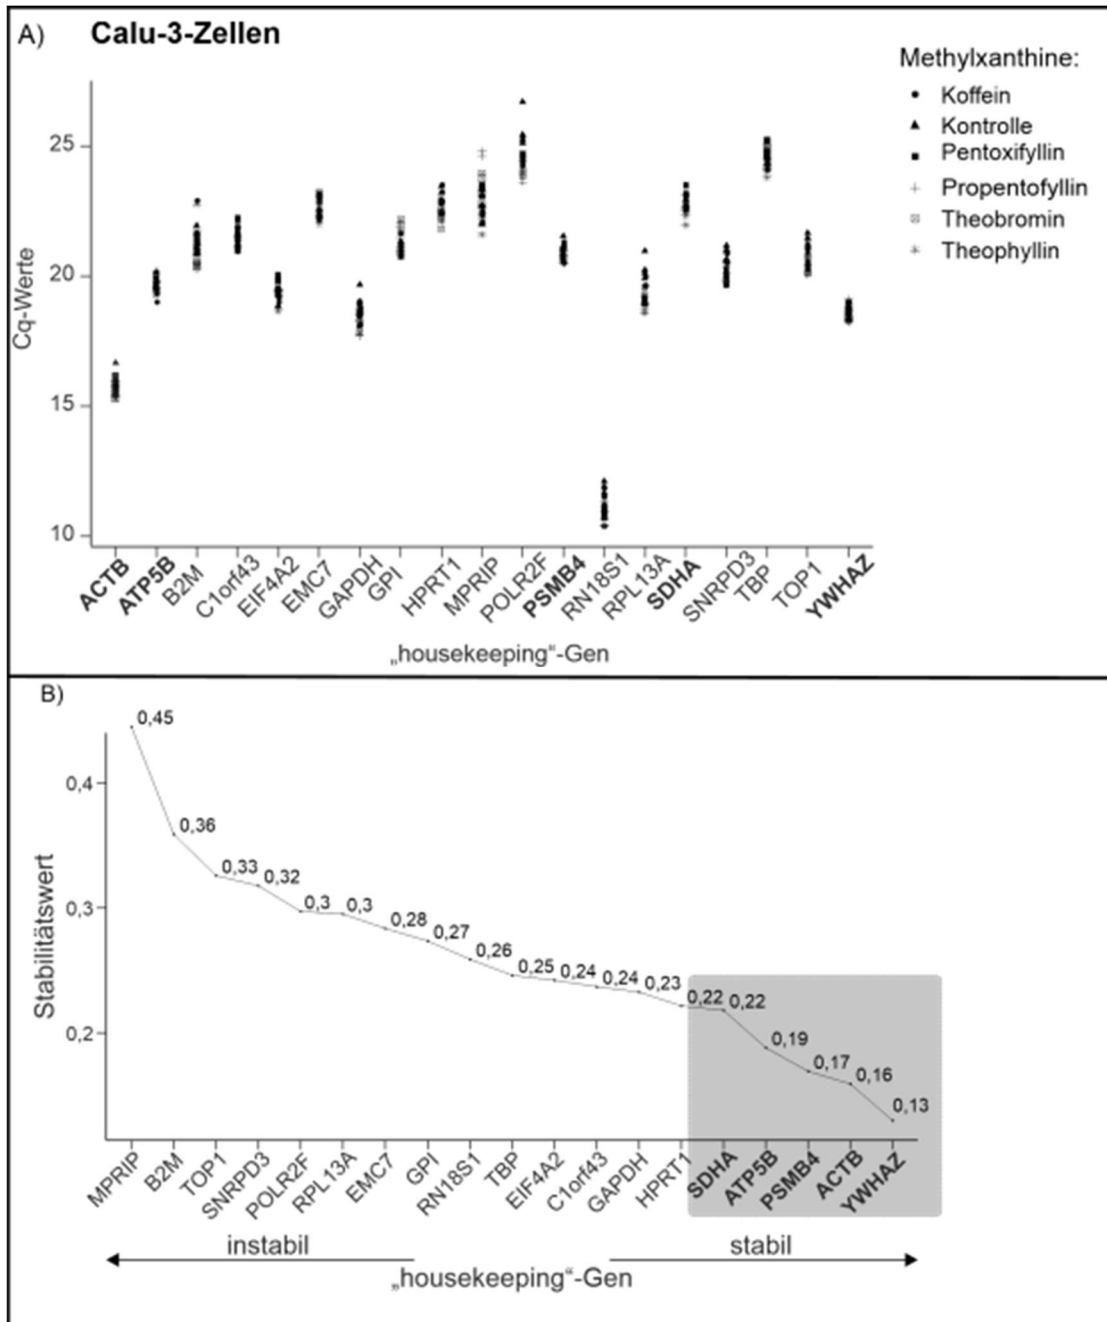 A)
Calu-3-Zellen
Methylxanthine:
Koffein
Kontrolle
Pentoxifyllin
Propentofyllin
Theobromin
Theophyllin
Cq-Werte
25
20
15
10
ACTB
ATP5B
B2M
C1orf43
EIF4A2
EMC7
GAPDH
GPI
HPRT1
MPRIP
POLR2F
PSMB4
RN18S1
RPL13A
SDHA
SNRPD3
TBP
TOP1
YWHAZ
„housekeeping“-Gen
B)
Stabilitätswert
0,4
0,3
0,2
0,45
0,36
0,33
0,32
0,3
0,3
0,28
0,27
0,26
0,25
0,24
0,24
0,23
0,22
0,22
0,19
0,17
0,16
0,13
MPRIP
B2M
TOP1
SNRPD3
POLR2F
RPL13A
EMC7
GPI
RN18S1
TBP
EIF4A2
C1orf43
GAPDH
HPRT1
SDHA
ATP5B
PSMB4
ACTB
YWHAZ
instabil
stabil
„housekeeping“-Gen